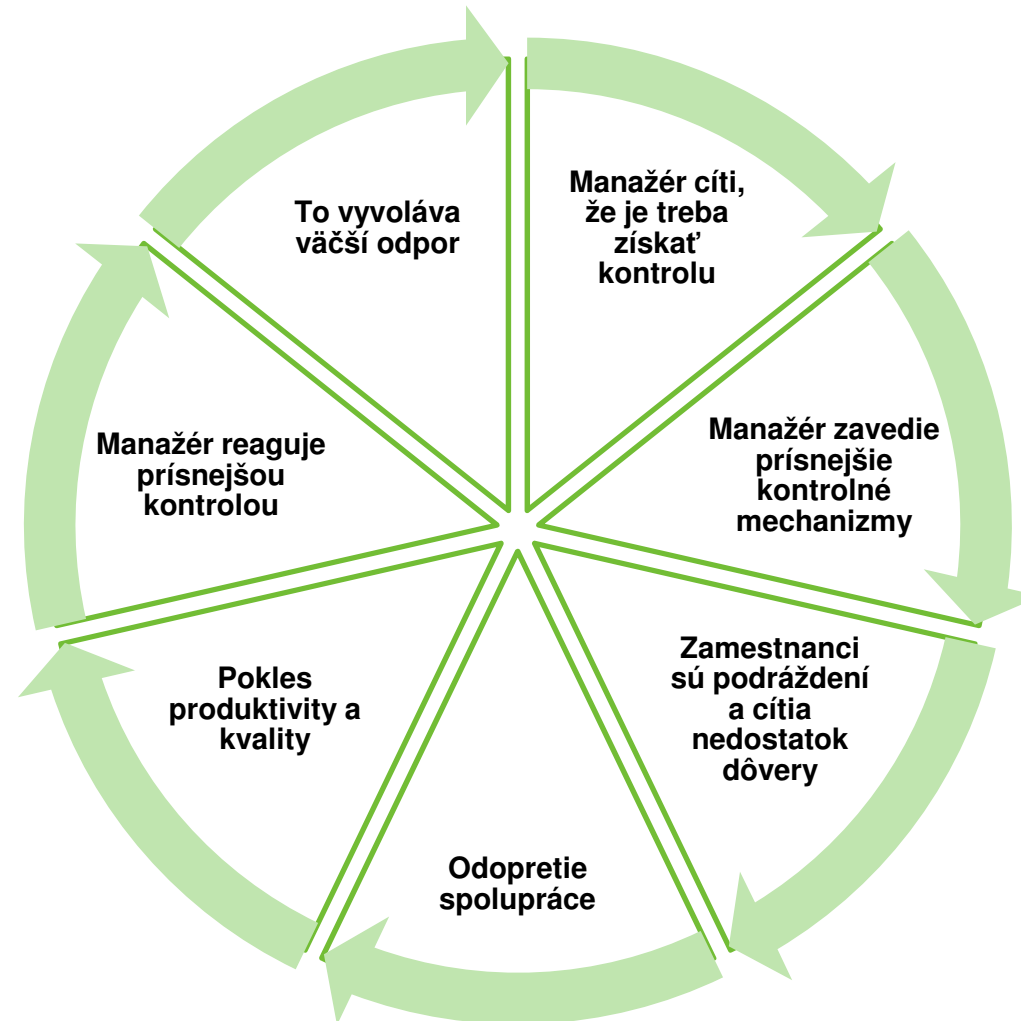 Manažér cíti,
že je treba
získať
kontrolu
Manažér zavedie
prísnejšie
kontrolné
mechanizmy
Zamestnanci
sú podráždení
a cítia
nedostatok
dôvery
Odopretie
spolupráce
Pokles
produktivity a
kvality
Manažér reaguje
prísnejšou
kontrolou
To vyvoláva
väčší odpor